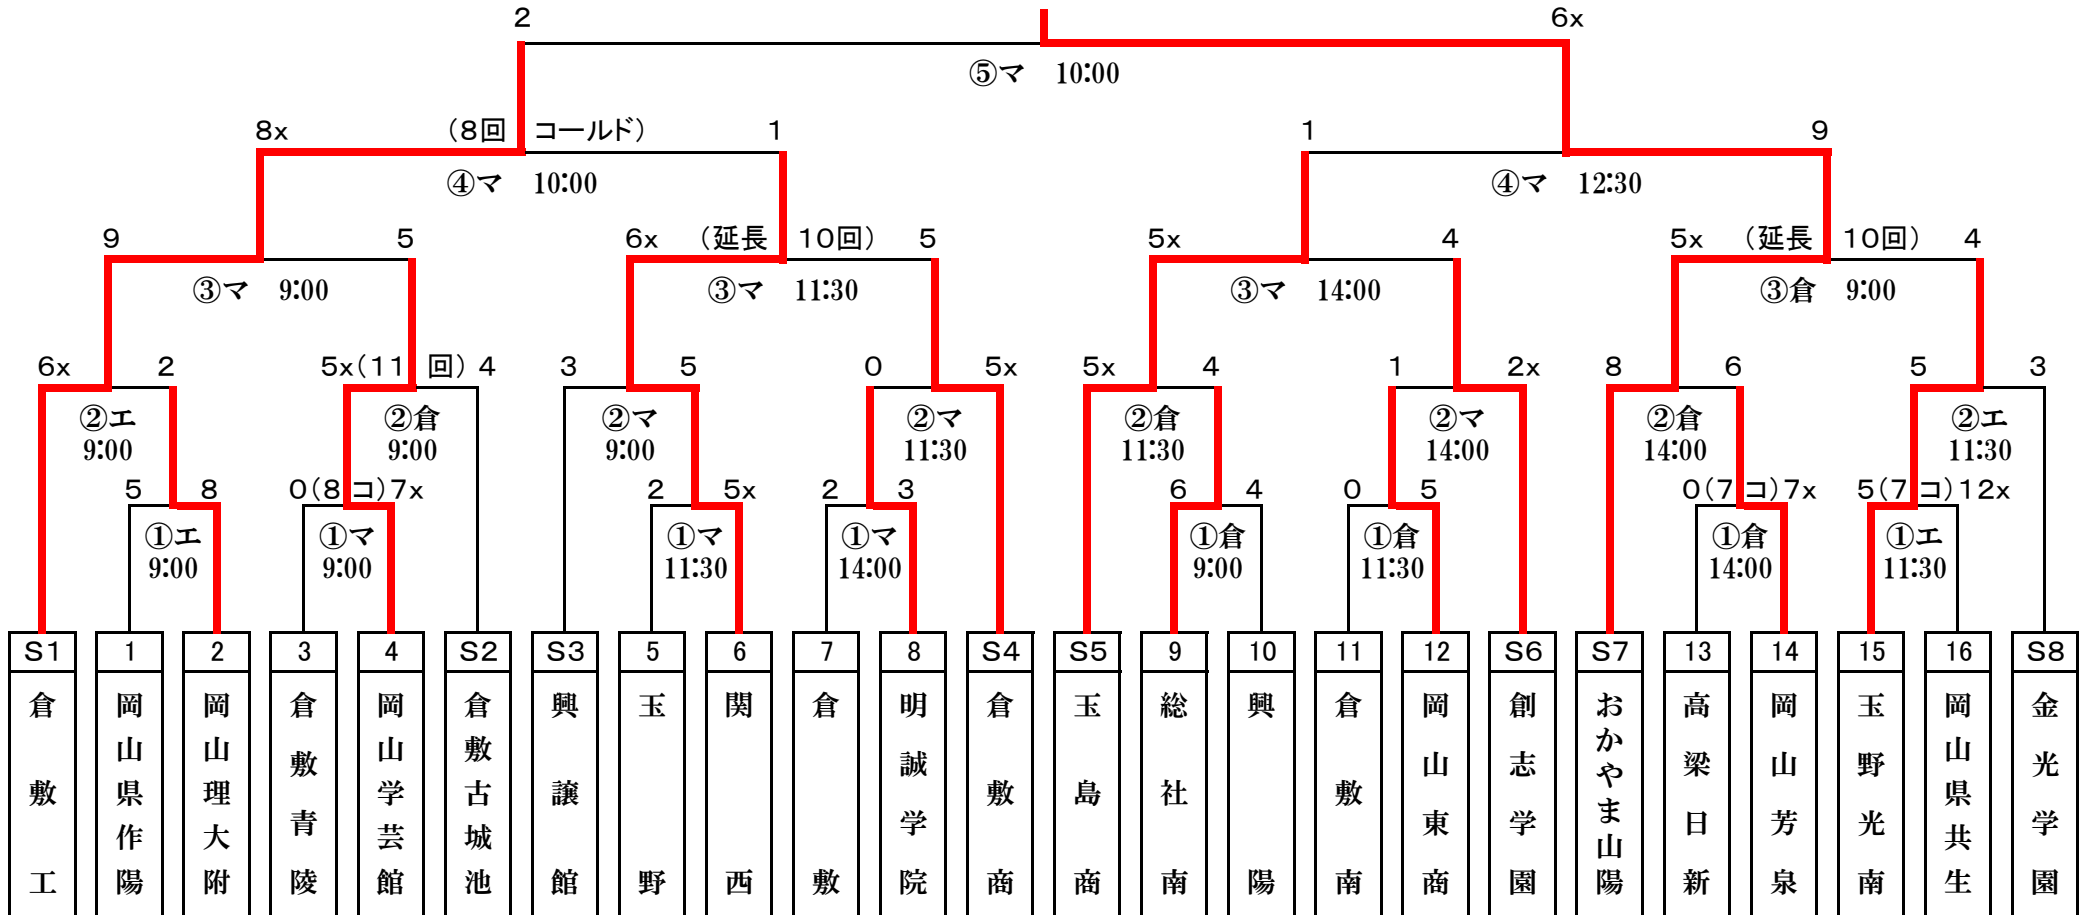 2 6x
⑤マ 10:00
8x （8回 コールド） 1 1 9
④マ 10:00 ④マ 12:30
9 5 6x （延長 10回） 5 5x 4 5x （延長 10回） 4
③マ 9:00 ③マ 11:30 ③マ 14:00 ③倉 9:00
6x 2 5x（11 回）4 3 5 0 5x 5x 4 1 2x 8 6 5 3
②エ ②倉 ②マ ②マ ②倉 ②マ ②倉 ②エ
9:00 9:00 9:00 11:30 11:30 14:00 14:00 11:30
5 8 0（8 コ）7x 2 5x 2 3 6 4 0 5 0（7 コ）7x 5（7 コ）12x
①エ ①マ ①マ ①マ ①倉 ①倉 ①倉 ①エ
9:00 9:00 11:30 14:00 9:00 11:30 14:00 11:30
S1 1 2 3 4 S2 S3 5 6 7 8 S4 S5 9 10 11 12 S6 S7 13 14 15 16 S8
倉敷工
岡山県作陽
岡山理大附
倉敷青陵
岡山学芸館
倉敷古城池
興譲館
玉野
関西
倉敷
明誠学院
倉敷商
玉島商
総社南
興陽
倉敷南
岡山東商
創志学園
おかやま山陽
高梁日新
岡山芳泉
玉野光南
岡山県共生
金光学園